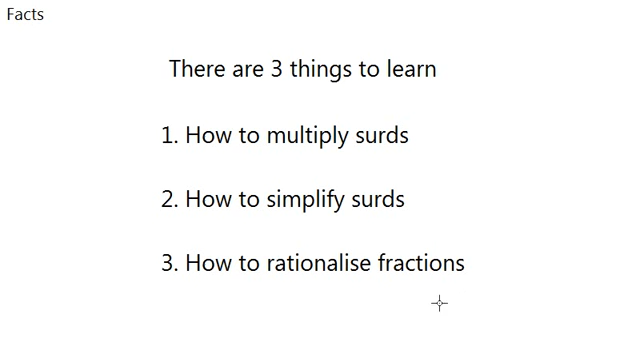 Facts
There are 3 things to learn
1. How to multiply surds
2. How to simplify surds
3. How to rationalise fractions